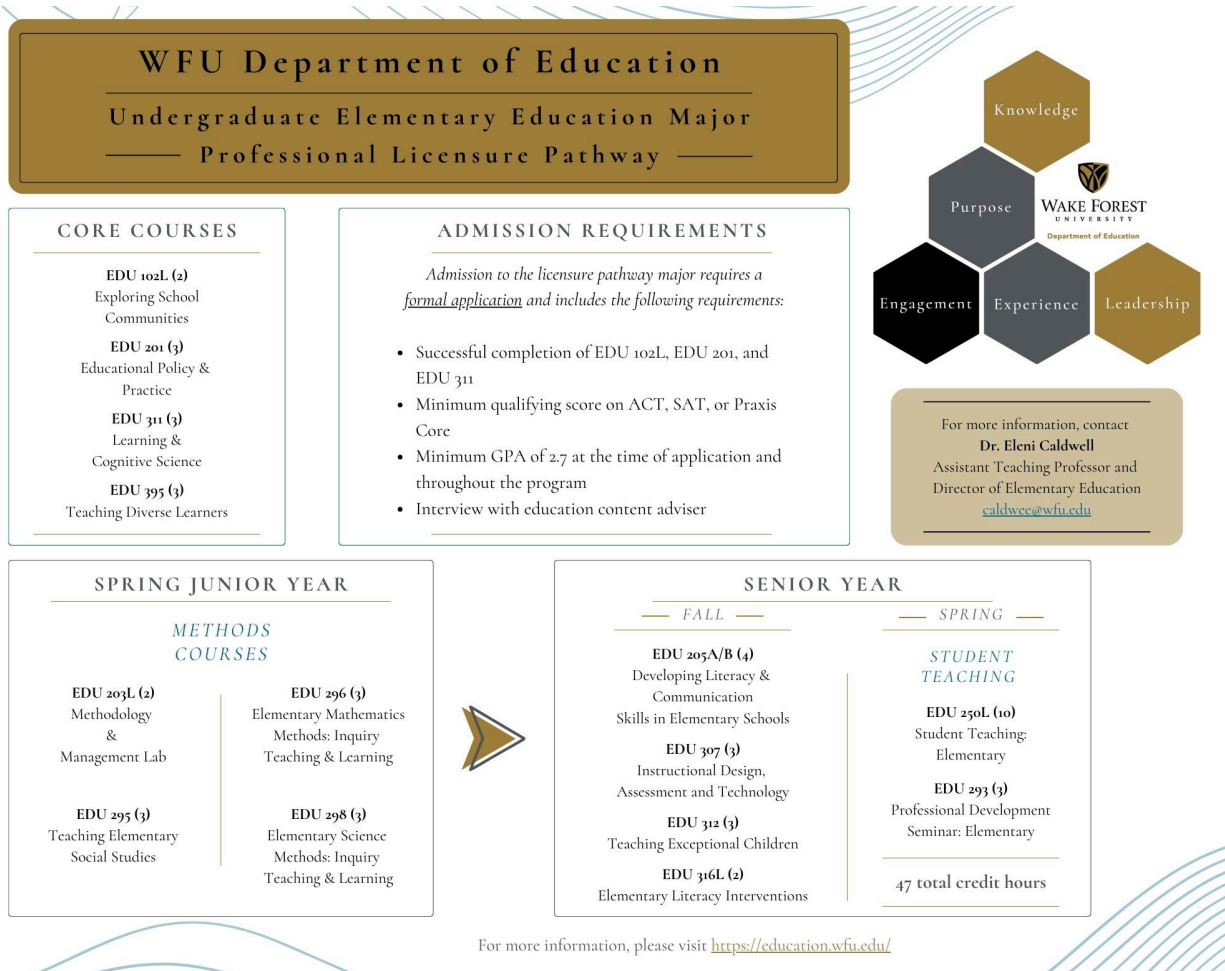 WFU Department of Education
Undergraduate Elementary Education Major
Professional Licensure Pathway
Knowledge
Purpose
WAKE FOREST
UNIVERSITY
Department of Education
Engagement
Experience
Leadership
CORE COURSES
EDU 102L (2)
Exploring School
Communities
EDU 201 (3)
Educational Policy &
Practice
EDU 311 (3)
Learning &
Cognitive Science
EDU 395 (3)
Teaching Diverse Learners
ADMISSION REQUIREMENTS
Admission to the licensure pathway major requires a
formal application and includes the following requirements:
• Successful completion of EDU 102L, EDU 201, and
EDU 311
• Minimum qualifying score on ACT, SAT, or Praxis
Core
• Minimum GPA of 2.7 at the time of application and
throughout the program
• Interview with education content adviser
For more information, contact
Dr. Eleni Caldwell
Assistant Teaching Professor and
Director of Elementary Education
caldwee@wfu.edu
SPRING JUNIOR YEAR
METHODS
COURSES
EDU 203L (2)
Methodology
&
Management Lab
EDU 295 (3)
Teaching Elementary
Social Studies
EDU 296 (3)
Elementary Mathematics
Methods: Inquiry
Teaching & Learning
EDU 298 (3)
Elementary Science
Methods: Inquiry
Teaching & Learning
SENIOR YEAR
FALL
EDU 205A/B (4)
Developing Literacy &
Communication
Skills in Elementary Schools
EDU 307 (3)
Instructional Design,
Assessment and Technology
EDU 312 (3)
Teaching Exceptional Children
EDU 316L (2)
Elementary Literacy Interventions
SPRING
STUDENT
TEACHING
EDU 250L (10)
Student Teaching:
Elementary
EDU 293 (3)
Professional Development
Seminar: Elementary
47 total credit hours
For more information, please visit https://education.wfu.edu/